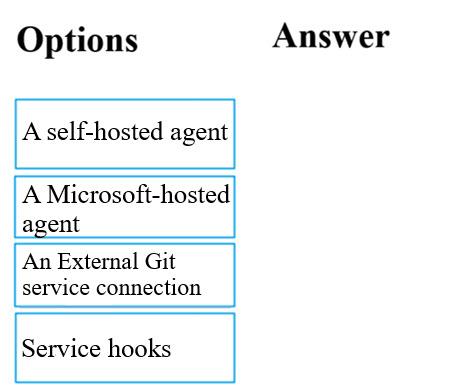 Options
Answer
A self-hosted agent
A Microsoft-hosted
agent
An External Git
service connection
Service hooks